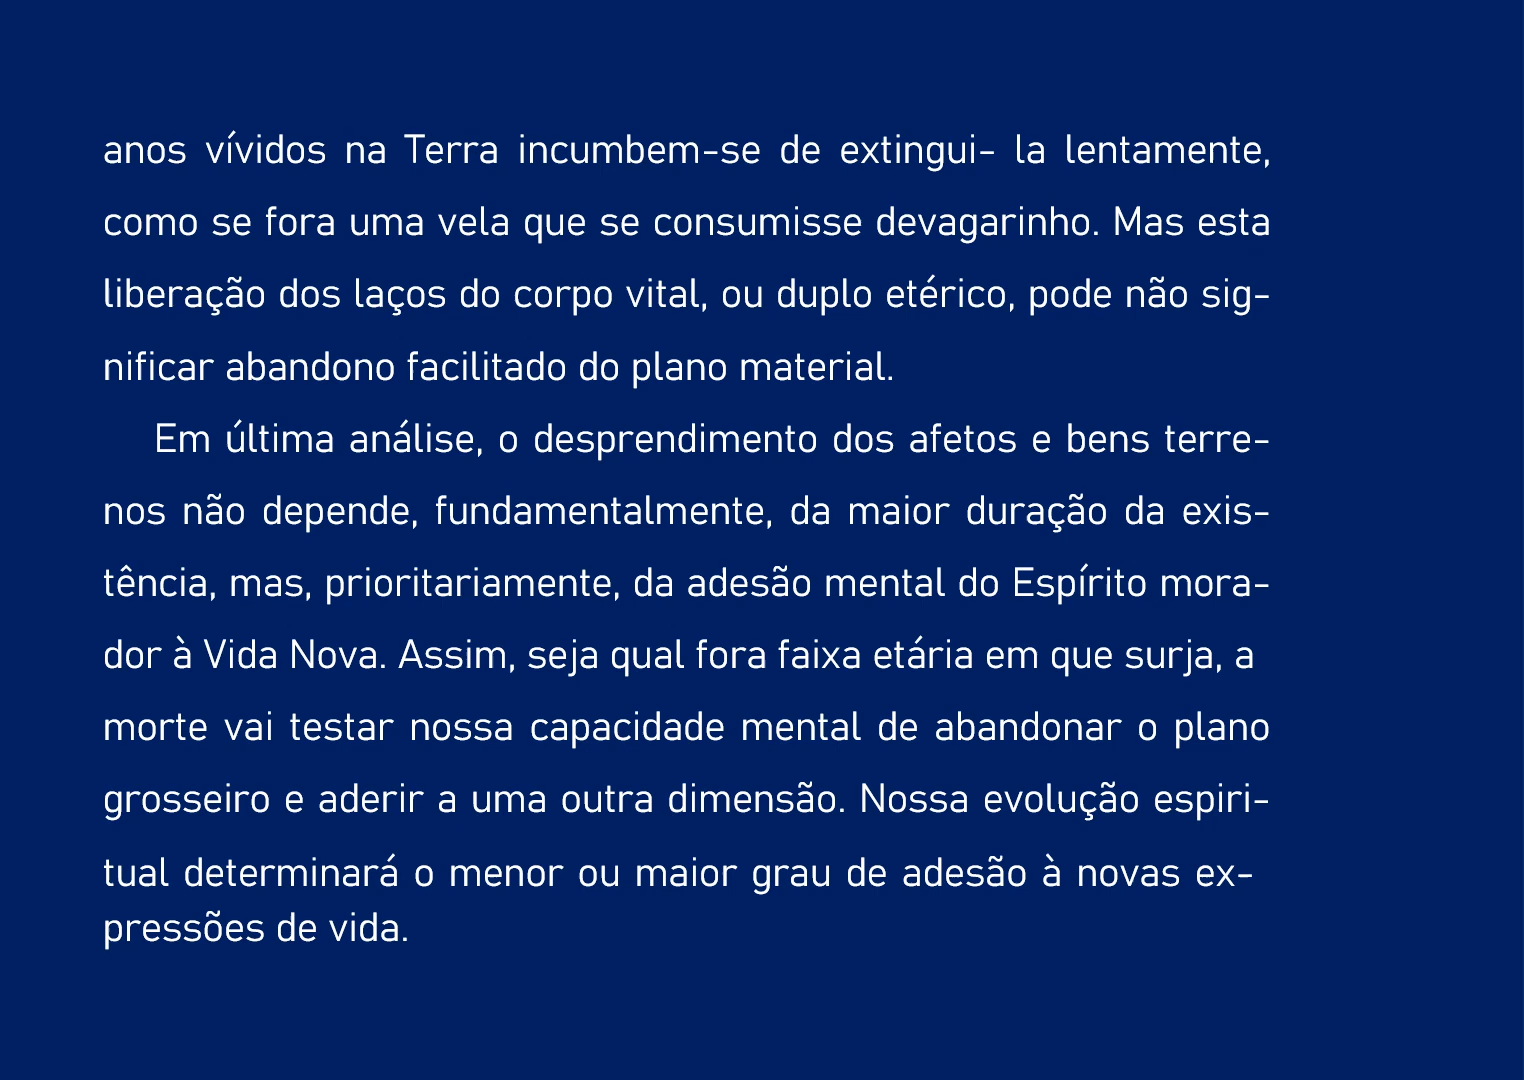 anos vívidos na Terra incumbem-se de extingui- la lentamente,
como se fora uma vela que se consumisse devagarinho. Mas esta
liberação dos laços do corpo vital, ou duplo etérico, pode não sig-
nificar abandono facilitado do plano material.
Em última análise, o desprendimento dos afetos e bens terre-
nos não depende, fundamentalmente, da maior duração da exis-
tência, mas, prioritariamente, da adesão mental do Espírito mora-
dor à Vida Nova. Assim, seja qual fora faixa etária em que surja, a
morte vai testar nossa capacidade mental de abandonar o plano
grosseiro e aderir a uma outra dimensão. Nossa evolução espiri-
tual determinará o menor ou maior grau de adesão à novas ex-
pressões de vida.